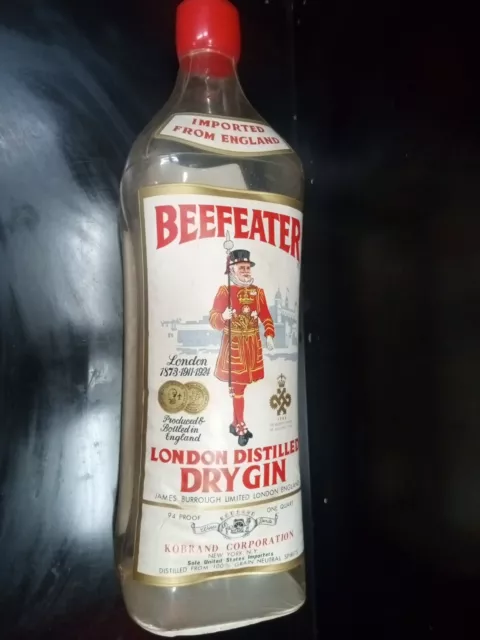 IMPORTED
FROM ENGLAND
BEEFEATER
London
1873·1911·1924
Produced &
Bottled in
England
LONDON DISTILLED
DRY GIN
JAMES BURROUGH LIMITED LONDON ENGLAND
94 PROOF
ONE QUART
KOBRAND CORPORATION
NEW YORK N.Y.
Sole United States Importers
DISTILLED FROM 100% GRAIN NEUTRAL SPIRITS